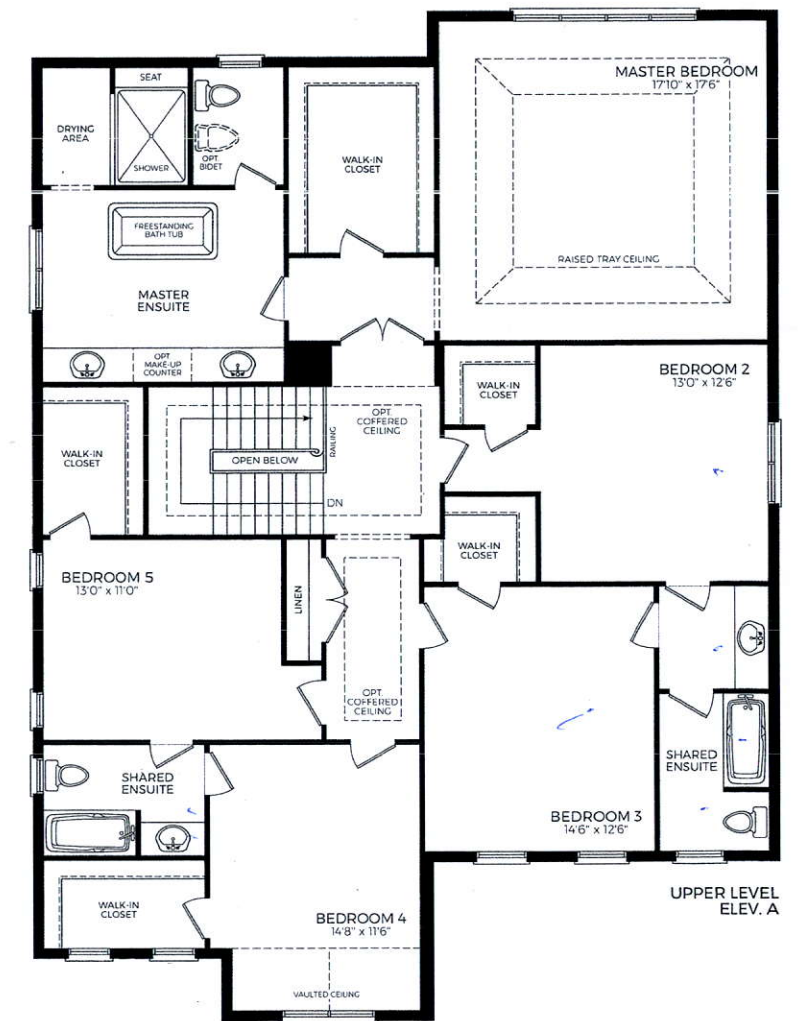 SEAT
DRYING
AREA
SHOWER
OPT.
BIDET
WALK-IN
CLOSET
MASTER BEDROOM
17'10" x 17'6"
RAISED TRAY CEILING
FREESTANDING
BATH TUB
MASTER
ENSUITE
OPT.
MAKE-UP
COUNTER
WALK-IN
CLOSET
BEDROOM 2
13'0" x 12'6"
WALK-IN
CLOSET
OPT.
COFFERED
CEILING
RAILING
OPEN BELOW
DN
WALK-IN
CLOSET
BEDROOM 5
13'0" x 11'0"
LINEN
OPT.
COFFERED
CEILING
SHARED
ENSUITE
SHARED
ENSUITE
BEDROOM 3
14'6" x 12'6"
WALK-IN
CLOSET
BEDROOM 4
14'8" x 11'6"
VAULTED CEILING
UPPER LEVEL
ELEV. A